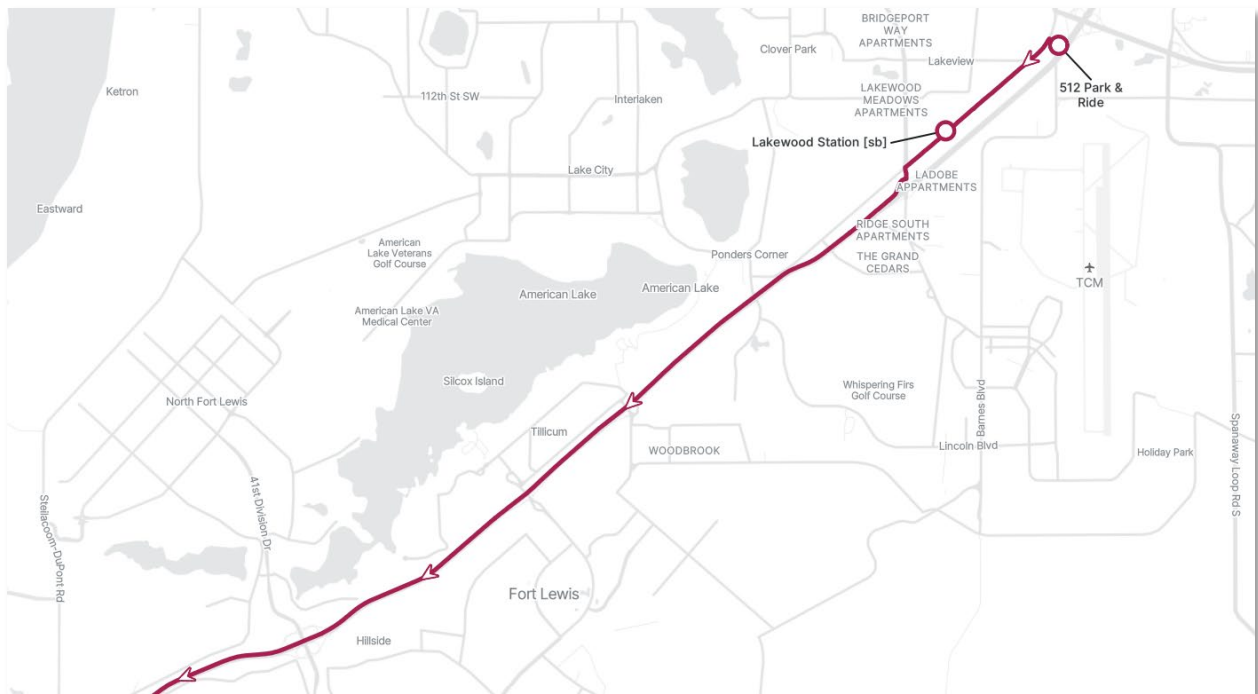 BRIDGEPORT
WAY
APARTMENTS
Clover Park
Lakeview
Ketron
112th St SW
Interlaken
LAKEWOOD
MEADOWS
APARTMENTS
512 Park &
Ride
Lakewood Station [sb]
Lake City
LADOBE
APPARTMENTS
Eastward
RIDGE SOUTH
APARTMENTS
American
Lake Veterans
Golf Course
Ponders Corner
THE GRAND
CEDARS
TCM
American Lake
American Lake
American Lake VA
Medical Center
Silcox Island
Whispering Firs
Golf Course
North Fort Lewis
Barnes Blvd
Tillicum
WOODBROOK
Lincoln Blvd
Holiday Park
Spanaway Loop Rd S
41st Division Dr
Steilacoom-DuPont Rd
Fort Lewis
Hillside